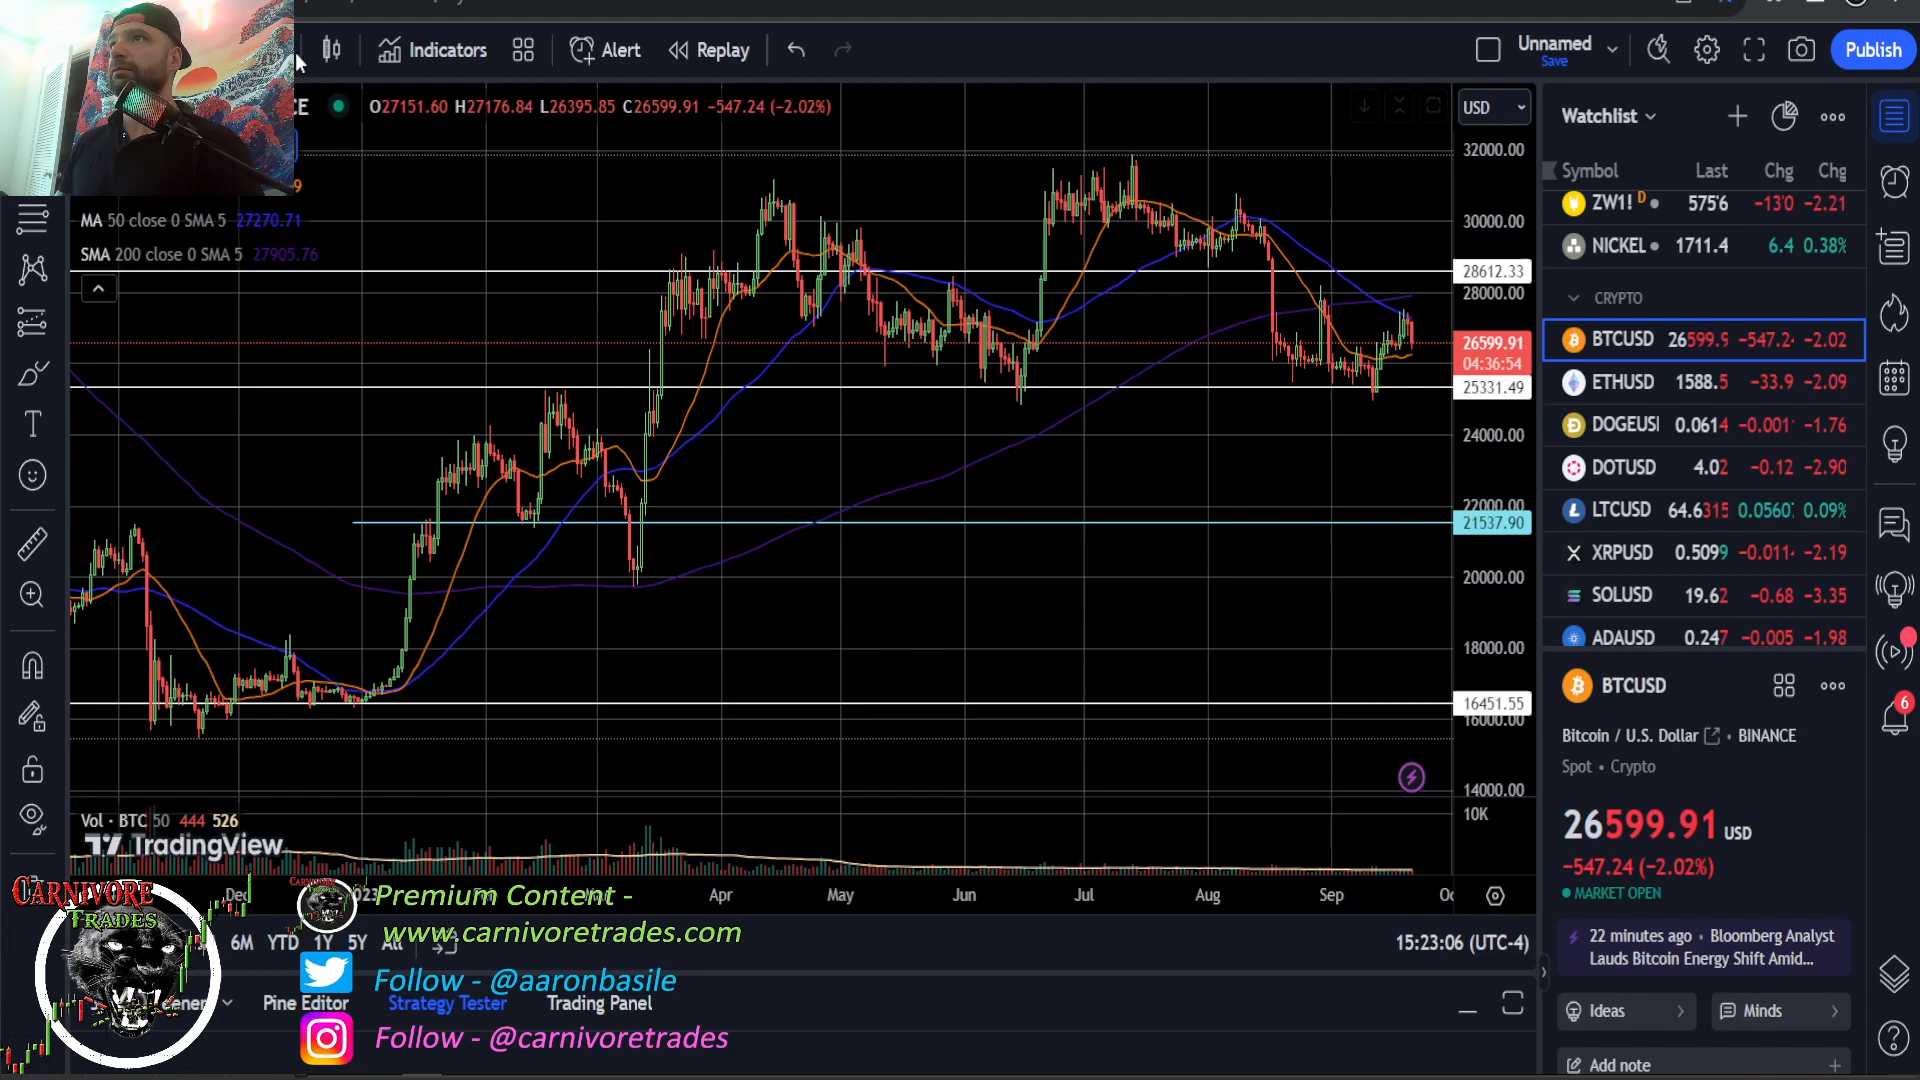 Indicators
Alert
Replay
Unnamed
Save
Publish
CE
O27151.60 H27176.84 L26395.85 C26599.91 −547.24 (−2.02%)
USD
9
MA 50 close 0 SMA 5 27270.71
SMA 200 close 0 SMA 5 27905.76
32000.00
30000.00
28612.33
28000.00
26599.91
04:36:54
25331.49
24000.00
22000.00
21537.90
20000.00
18000.00
16451.55
16000.00
14000.00
10K
Vol · BTC 50 444 526
TradingView
Dec
Apr
May
Jun
Jul
Aug
Sep
6M YTD 1Y 5Y All
15:23:06 (UTC-4)
Pine Editor
Strategy Tester
Trading Panel
CARNIVORE
TRADES
Premium Content -
www.carnivoretrades.com
Follow - @aaronbasile
Follow - @carnivoretrades
Watchlist
Symbol Last Chg Chg
ZW1! D 575'6 −13'0 −2.21
NICKEL 1711.4 6.4 0.38%
CRYPTO
BTCUSD 26599.9 −547.24 −2.02
ETHUSD 1588.5 −33.9 −2.09
DOGEUSI 0.0614 −0.001 −1.76
DOTUSD 4.02 −0.12 −2.90
LTCUSD 64.6315 0.0560 0.09%
XRPUSD 0.5099 −0.011 −2.19
SOLUSD 19.62 −0.68 −3.35
ADAUSD 0.247 −0.005 −1.98
BTCUSD
Bitcoin / U.S. Dollar • BINANCE
Spot • Crypto
26599.91 USD
−547.24 (−2.02%)
MARKET OPEN
22 minutes ago • Bloomberg Analyst
Lauds Bitcoin Energy Shift Amid...
Ideas
Minds
Add note
6